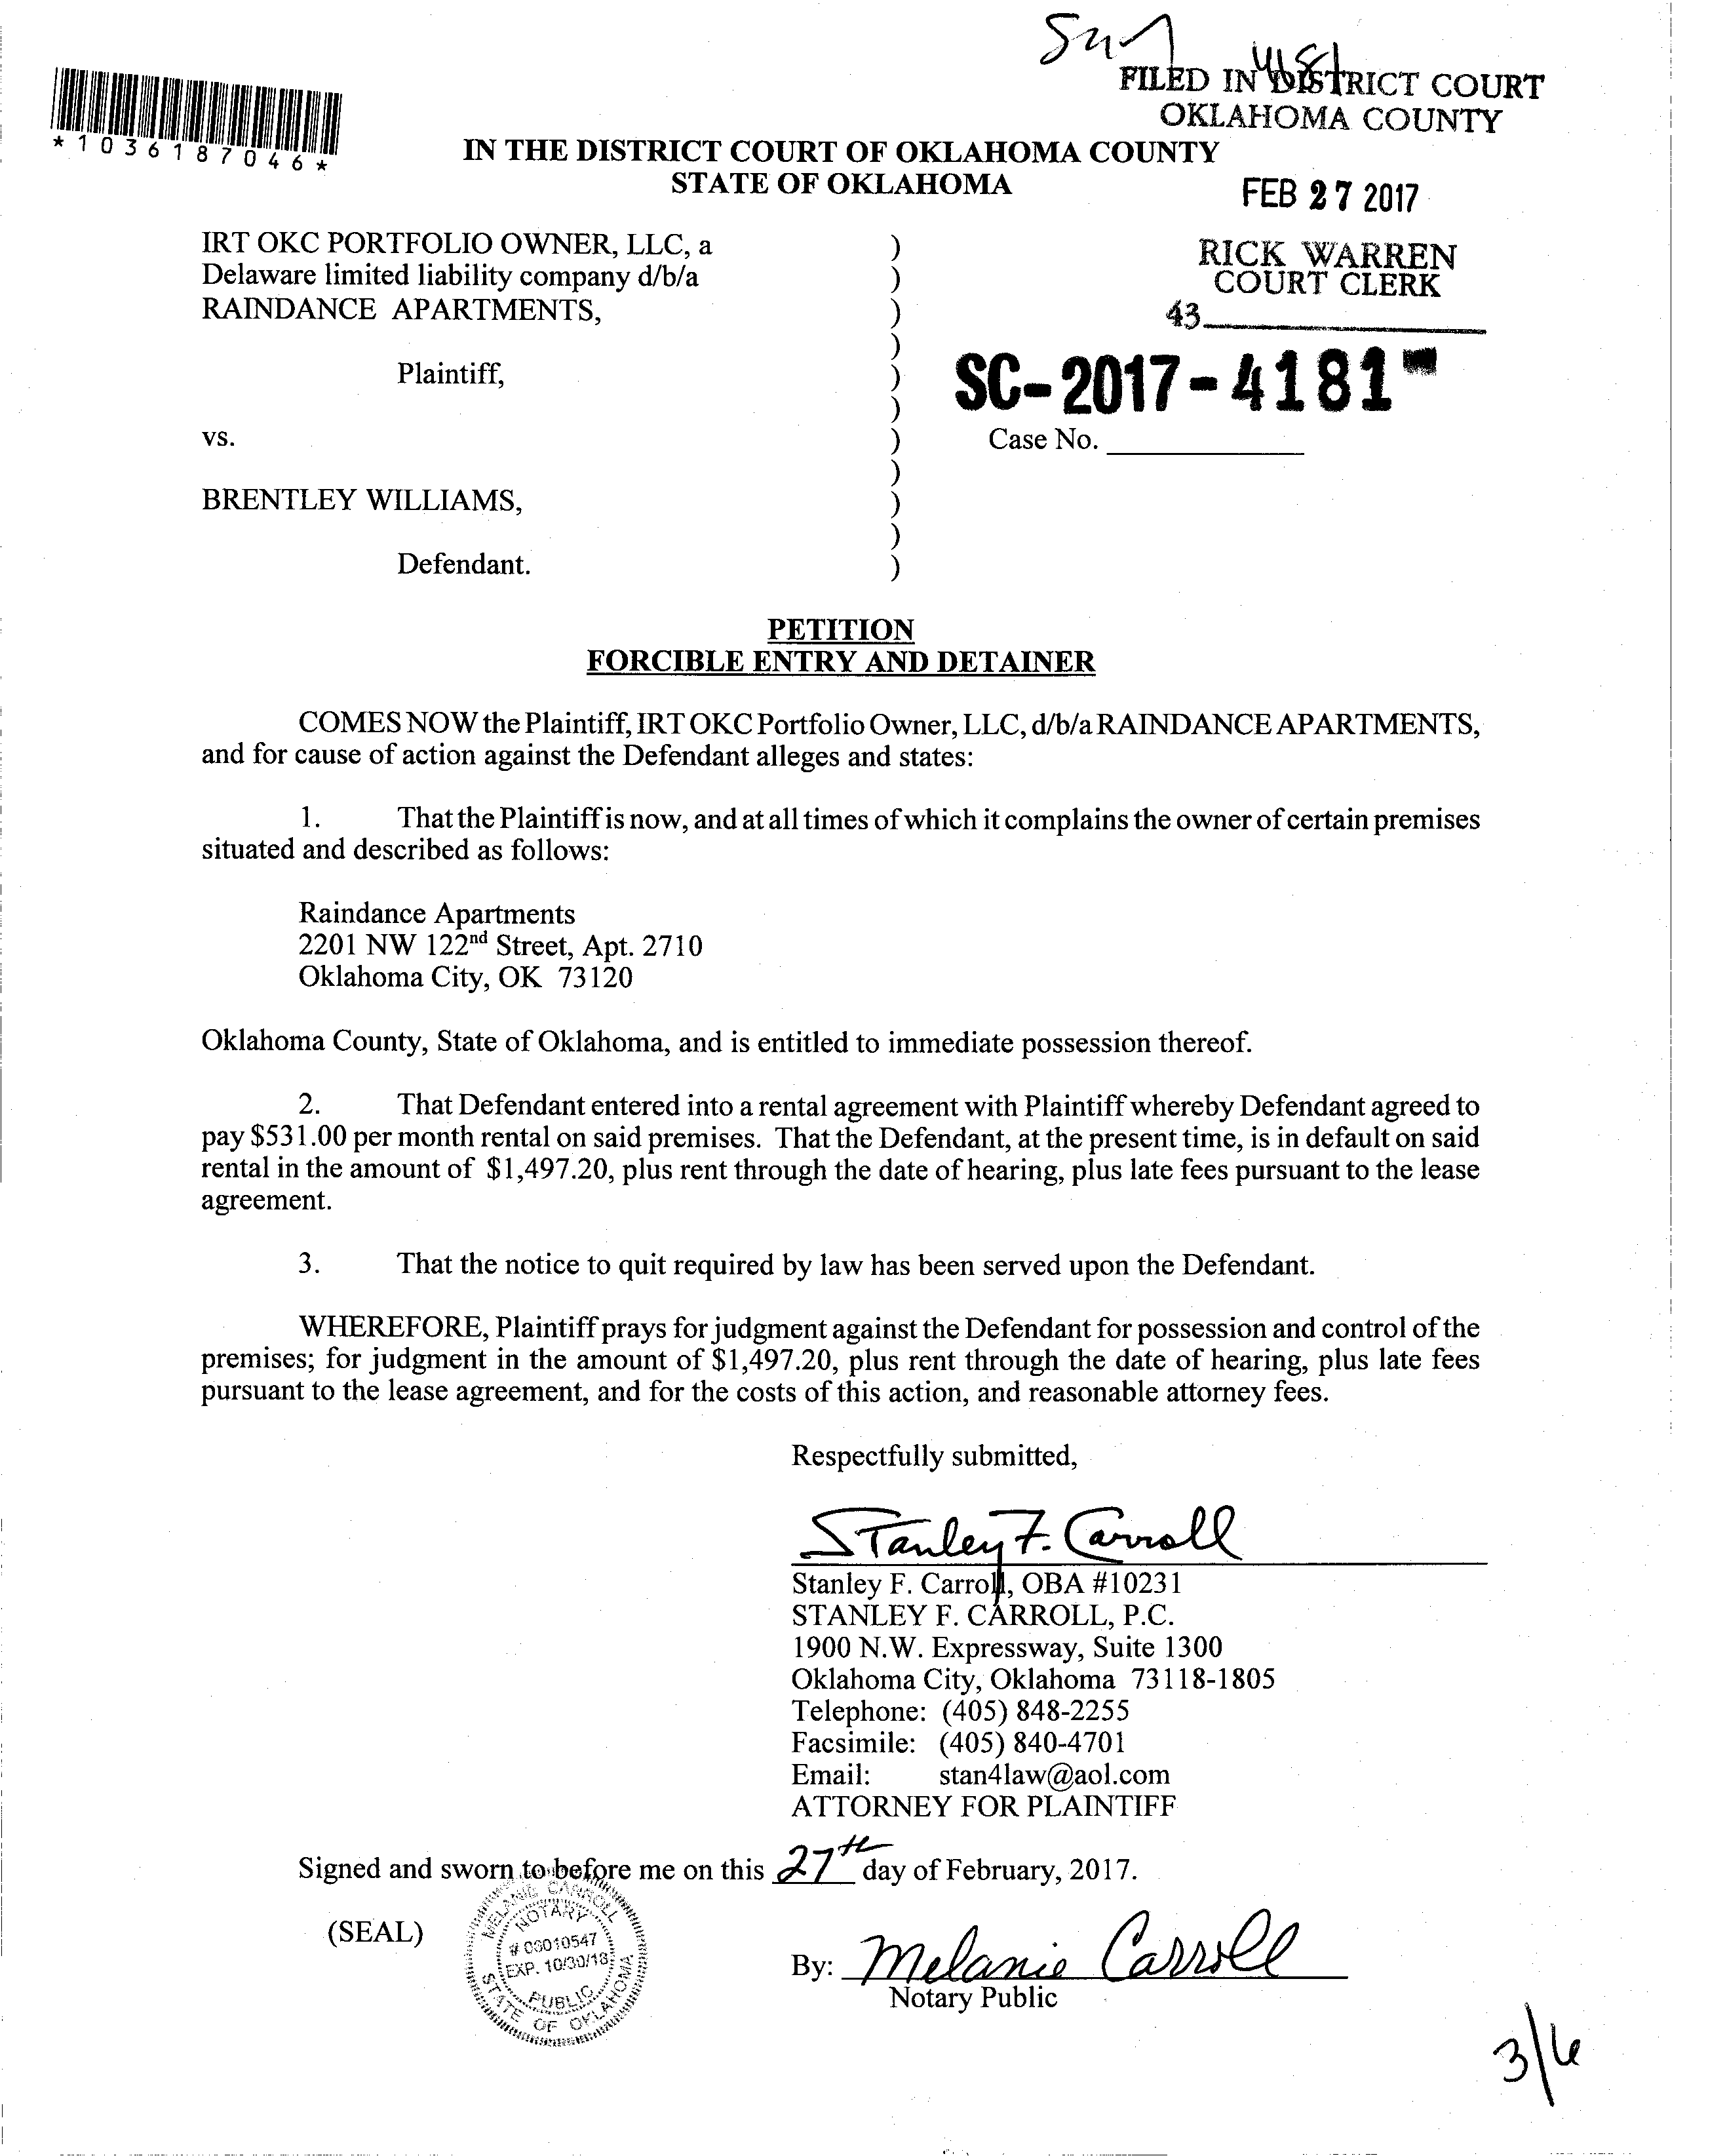 FILED IN DISTRICT COURT
OKLAHOMA COUNTY
*1036187046*
IN THE DISTRICT COURT OF OKLAHOMA COUNTY
STATE OF OKLAHOMA
FEB 27 2017
RICK WARREN
COURT CLERK
43
IRT OKC PORTFOLIO OWNER, LLC, a )
Delaware limited liability company d/b/a )
RAINDANCE APARTMENTS, )
)
Plaintiff, )
)
SC-2017-4181
vs. ) Case No.
)
BRENTLEY WILLIAMS, )
)
Defendant. )
PETITION
FORCIBLE ENTRY AND DETAINER
COMES NOW the Plaintiff, IRT OKC Portfolio Owner, LLC, d/b/a RAINDANCE APARTMENTS,
and for cause of action against the Defendant alleges and states:
1. That the Plaintiff is now, and at all times of which it complains the owner of certain premises
situated and described as follows:
Raindance Apartments
2201 NW 122nd Street, Apt. 2710
Oklahoma City, OK 73120
Oklahoma County, State of Oklahoma, and is entitled to immediate possession thereof.
2. That Defendant entered into a rental agreement with Plaintiff whereby Defendant agreed to
pay $531.00 per month rental on said premises. That the Defendant, at the present time, is in default on said
rental in the amount of $1,497.20, plus rent through the date of hearing, plus late fees pursuant to the lease
agreement.
3. That the notice to quit required by law has been served upon the Defendant.
WHEREFORE, Plaintiff prays for judgment against the Defendant for possession and control of the
premises; for judgment in the amount of $1,497.20, plus rent through the date of hearing, plus late fees
pursuant to the lease agreement, and for the costs of this action, and reasonable attorney fees.
Respectfully submitted,
Stanley F. Carroll
Stanley F. Carroll, OBA #10231
STANLEY F. CARROLL, P.C.
1900 N.W. Expressway, Suite 1300
Oklahoma City, Oklahoma 73118-1805
Telephone: (405) 848-2255
Facsimile: (405) 840-4701
Email: stan4law@aol.com
ATTORNEY FOR PLAINTIFF
Signed and sworn to before me on this 27th day of February, 2017.
(SEAL)
MELANIE CARROLL
NOTARY
EXP. 10/30/18
PUBLIC
STATE OF OKLAHOMA
By: Melanie Carroll
Notary Public
3/6